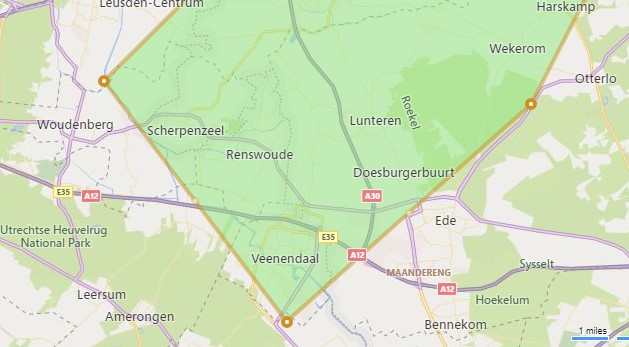 Leusden-Centrum
Harskamp
Wekerom
Otterlo
Roekel
Lunteren
Woudenberg
Scherpenzeel
Renswoude
Doesburgerbuurt
E35
A12
A30
Ede
Utrechtse Heuvelrug
National Park
E35
A12
Veenendaal
MAANDERENG
Sysselt
A12
Leersum
Hoekelum
Amerongen
Bennekom
1 miles